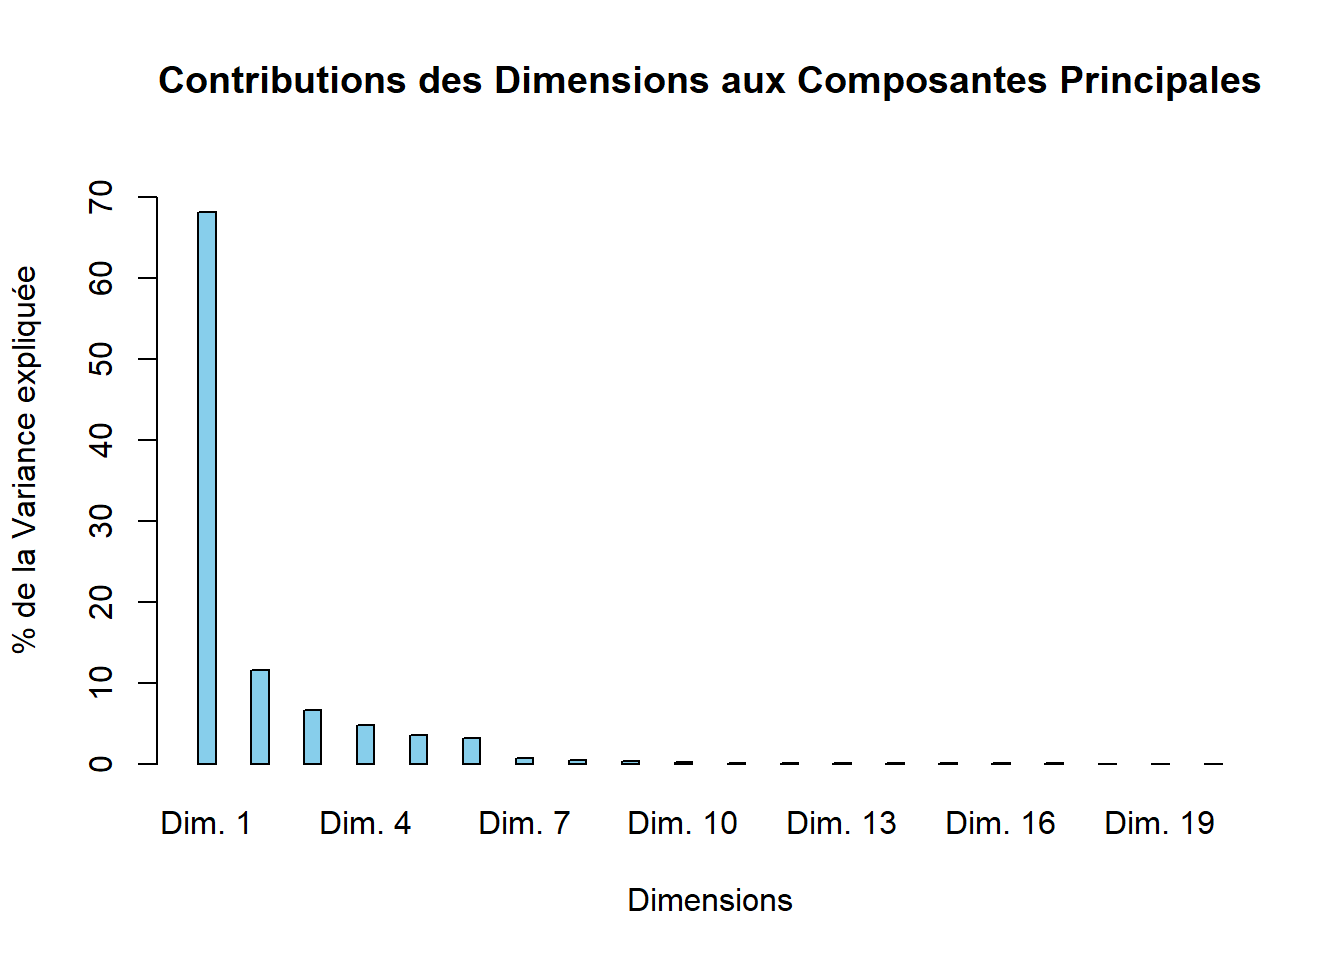 Contributions des Dimensions aux Composantes Principales
% de la Variance expliquée
70
60
50
40
30
20
10
0
Dim. 1 Dim. 4 Dim. 7 Dim. 10 Dim. 13 Dim. 16 Dim. 19
Dimensions